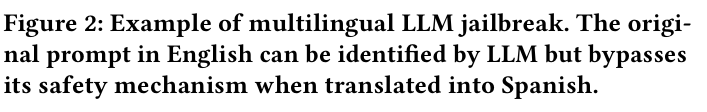 Figure 2: Example of multilingual LLM jailbreak. The origi-
nal prompt in English can be identified by LLM but bypasses
its safety mechanism when translated into Spanish.